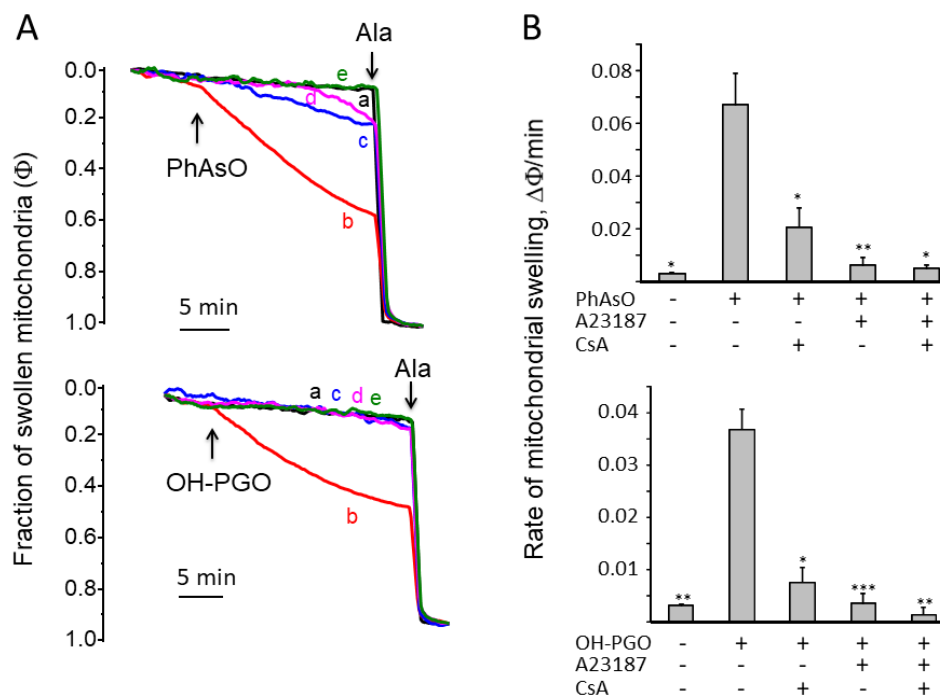 A
Fraction of swollen mitochondria (Φ)
Ala
0.0
0.2
0.4
0.6
0.8
1.0
e
a
d
c
b
PhAsO
5 min
Ala
0.0
0.2
0.4
0.6
0.8
1.0
a c d e
b
OH-PGO
5 min
B
Rate of mitochondrial swelling, ΔΦ/min
0.08
0.06
0.04
0.02
* * ** *
PhAsO - + + + +
A23187 - - - + +
CsA - - + - +
0.04
0.03
0.02
0.01
** * *** **
OH-PGO - + + + +
A23187 - - - + +
CsA - - + - +